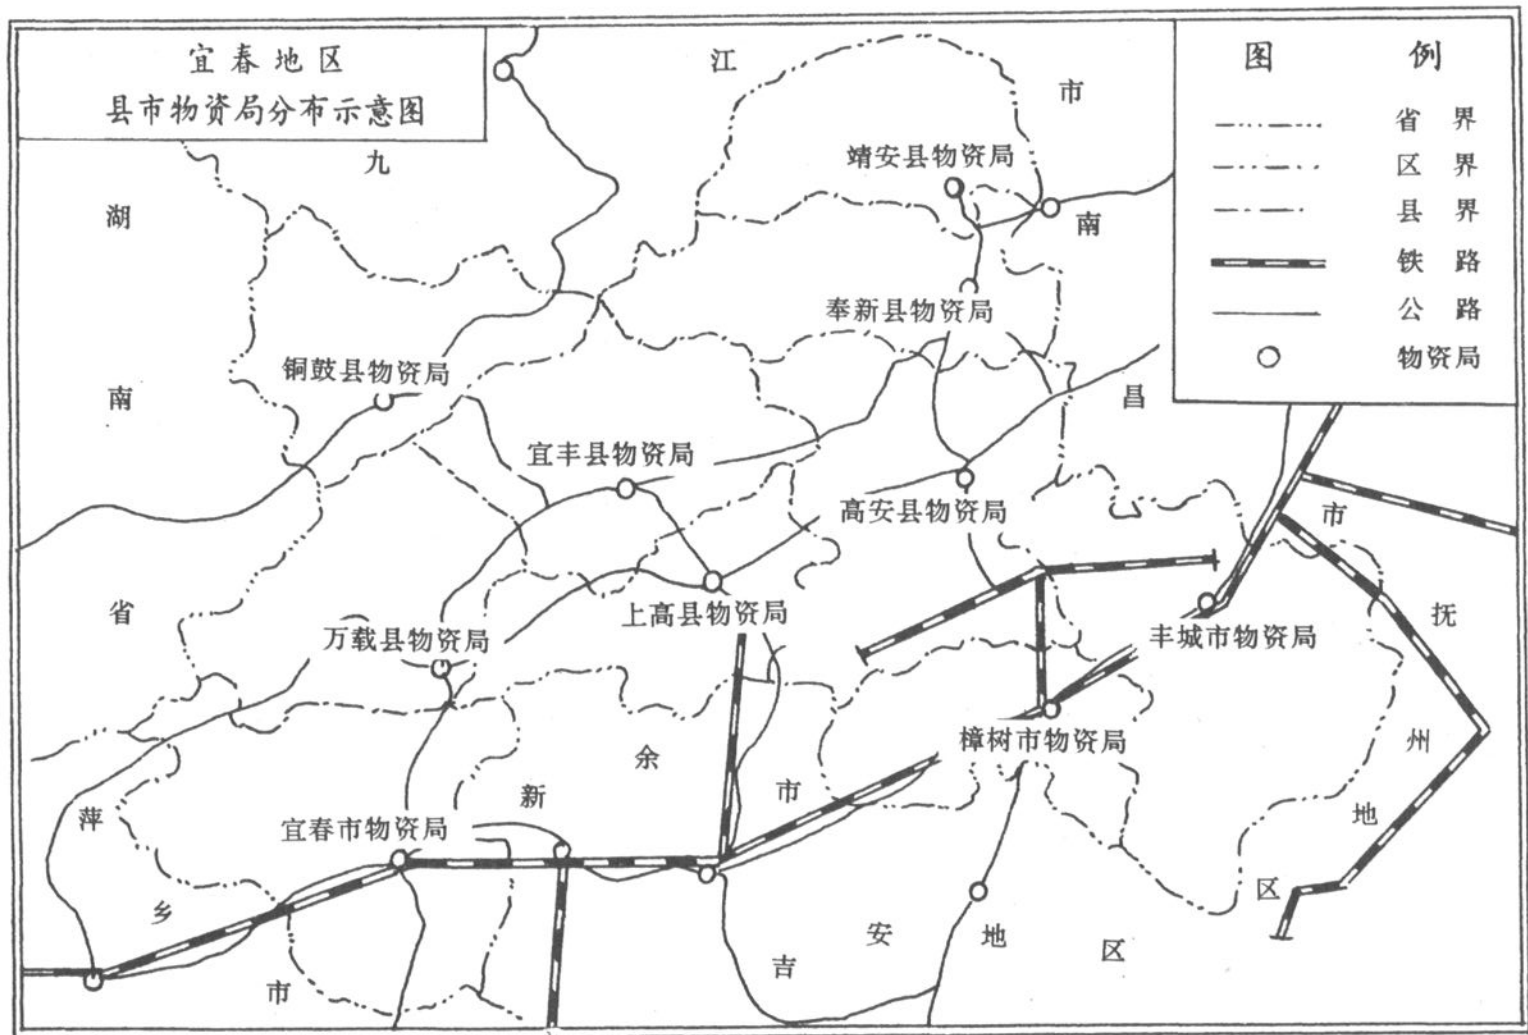 宜春地区
县市物资局分布示意图
图 例
省 界
区 界
县 界
铁 路
公 路
物资局
江
市
九
湖
靖安县物资局
南
奉新县物资局
铜鼓县物资局
南
昌
宜丰县物资局
高安县物资局
市
省
上高县物资局
抚
万载县物资局
丰城市物资局
州
樟树市物资局
余
新
市
地
萍
宜春市物资局
区
乡
安
地
区
吉
市